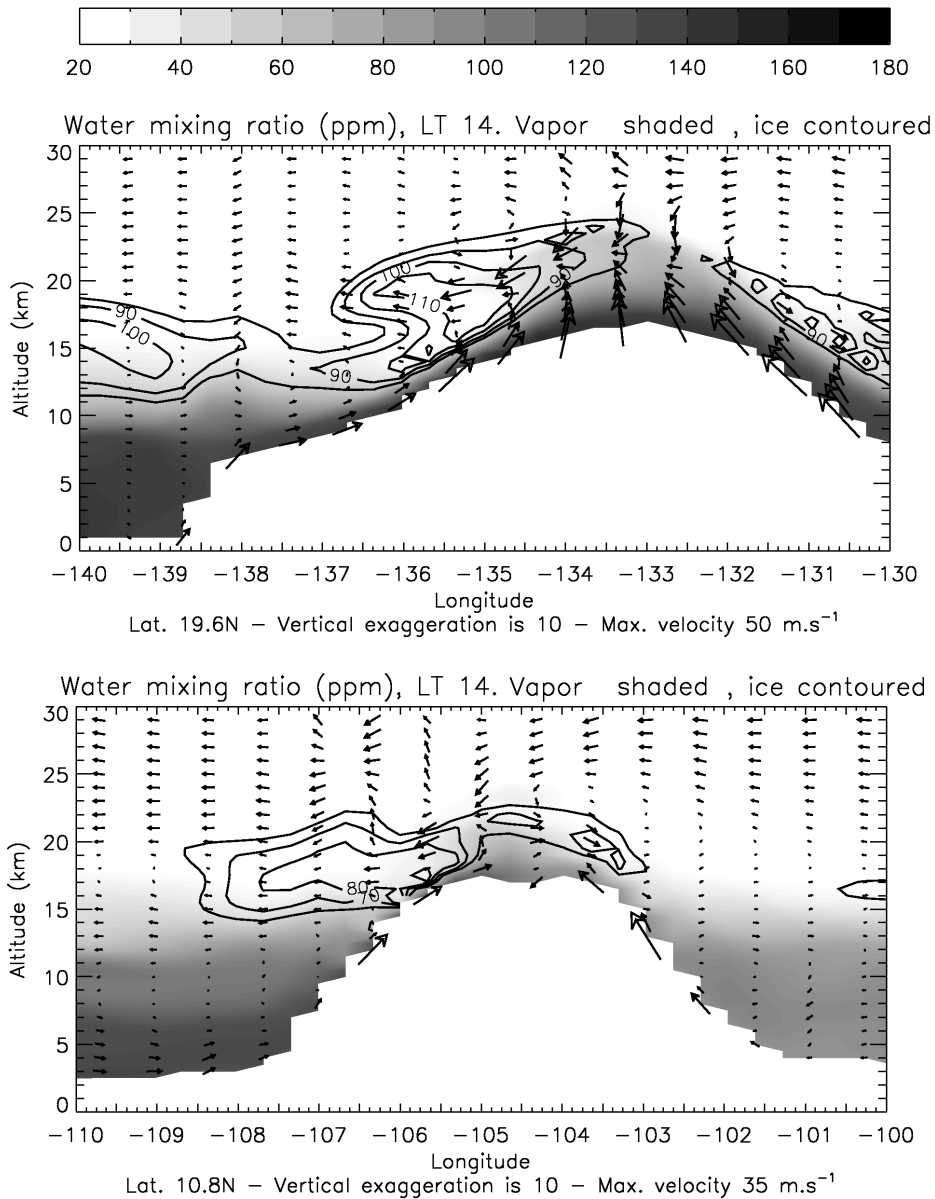 20 40 60 80 100 120 140 160 180
Water mixing ratio (ppm), LT 14. Vapor shaded , ice contoured
30
25
20
15
10
5
0
Altitude (km)
100
110
90
90
100
90
90
−140 −139 −138 −137 −136 −135 −134 −133 −132 −131 −130
Longitude
Lat. 19.6N − Vertical exaggeration is 10 − Max. velocity 50 m.s⁻¹
Water mixing ratio (ppm), LT 14. Vapor shaded , ice contoured
30
25
20
15
10
5
0
Altitude (km)
80
70
−110 −109 −108 −107 −106 −105 −104 −103 −102 −101 −100
Longitude
Lat. 10.8N − Vertical exaggeration is 10 − Max. velocity 35 m.s⁻¹